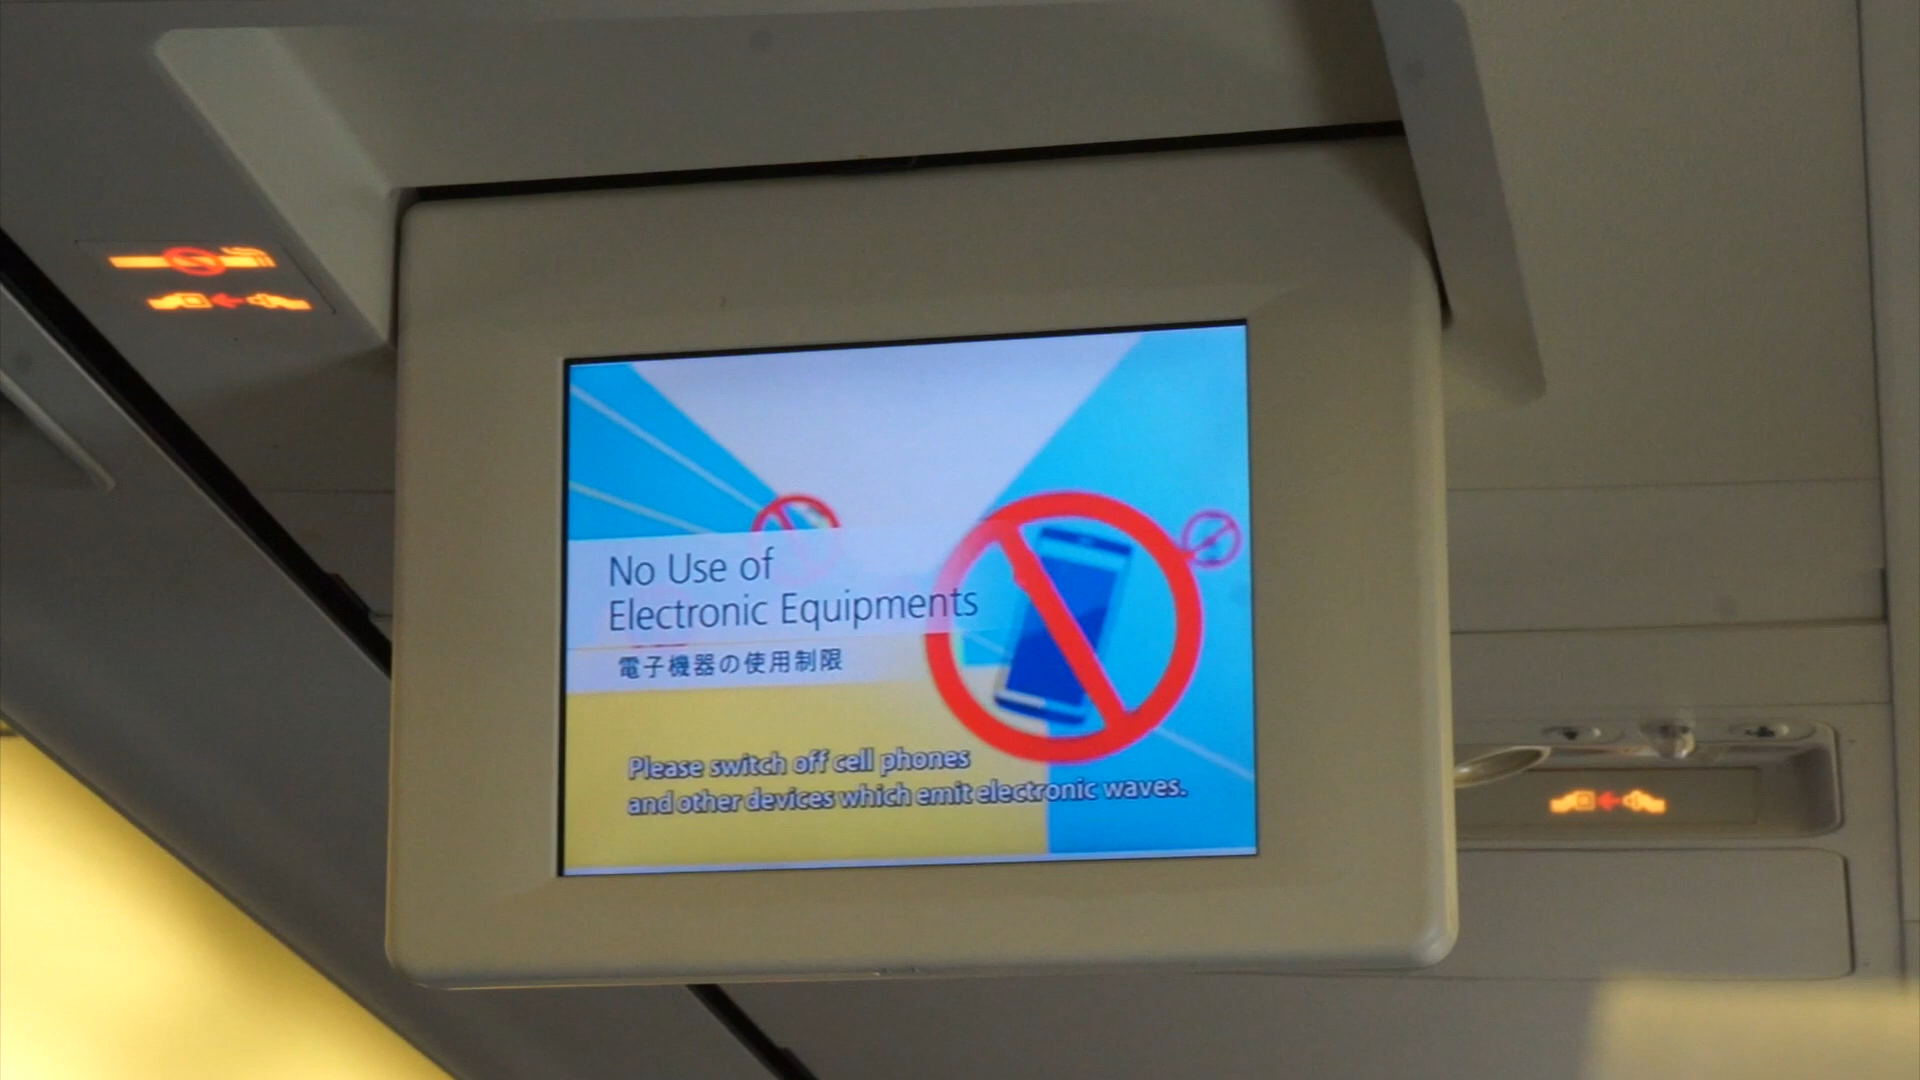 No Use of
Electronic Equipments
電子機器の使用制限
Please switch off cell phones
and other devices which emit electronic waves.